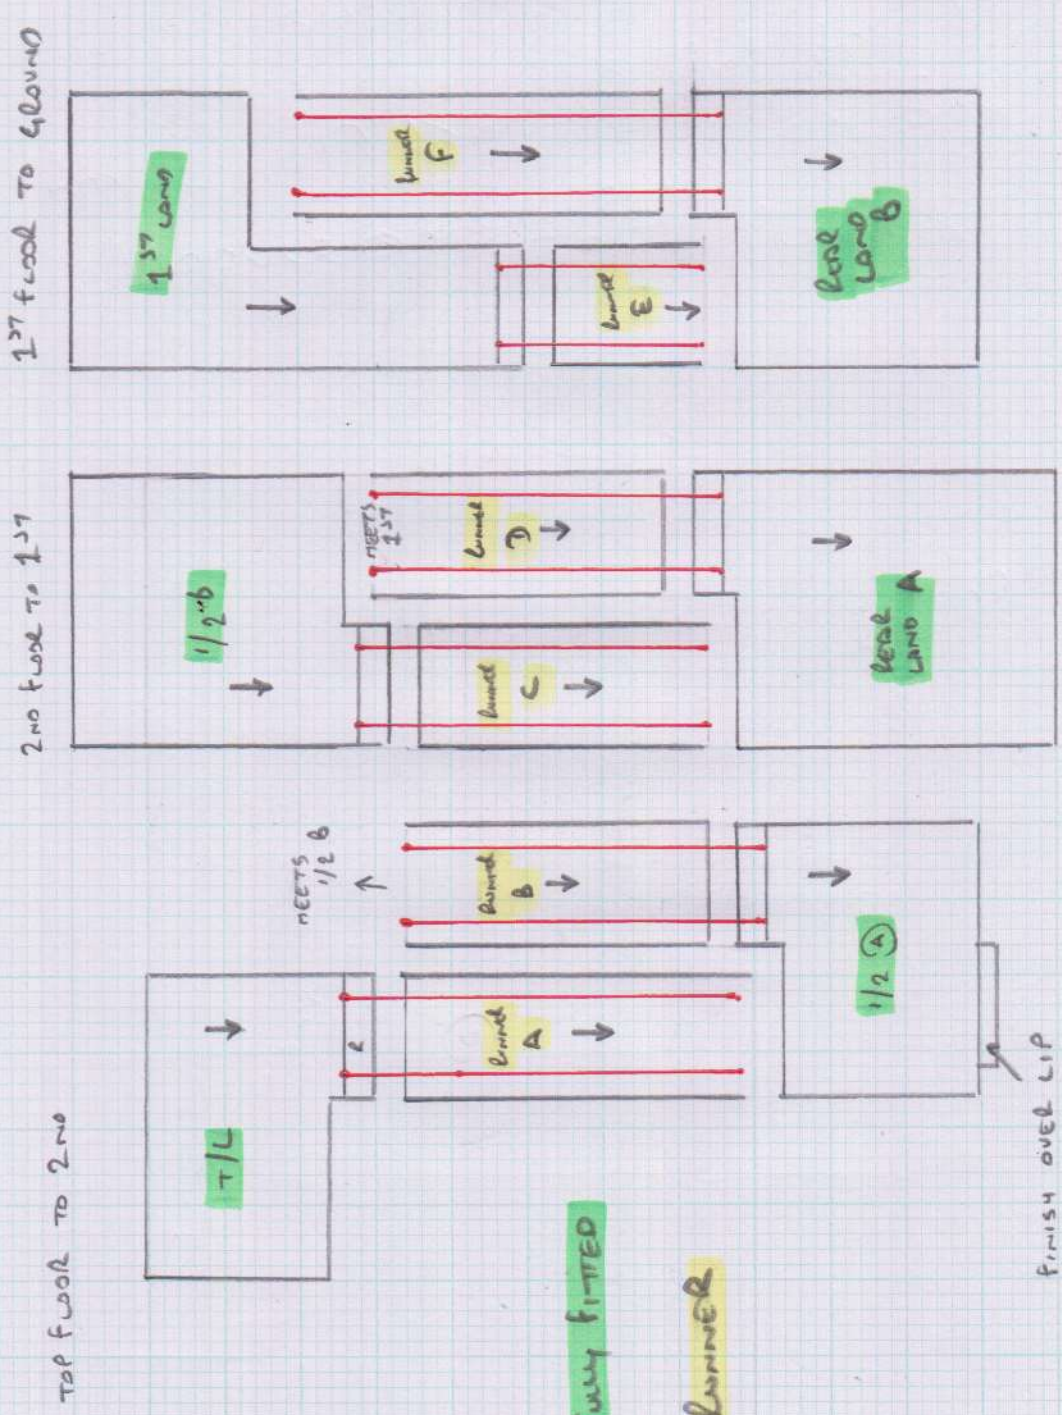 TOP FLOOR TO 2ND
T/L
R
RUNNER
A
MEETS
1/2 B
RUNNER
B
1/2 A
FINISH OVER LIP
FULLY FITTED
RUNNER
2ND FLOOR TO 1ST
1/2"B
RUNNER
C
MEETS
1ST
RUNNER
D
REAR
LAND A
1ST FLOOR TO GROUND
1ST LAND
RUNNER
E
RUNNER
F
REAR
LAND
B